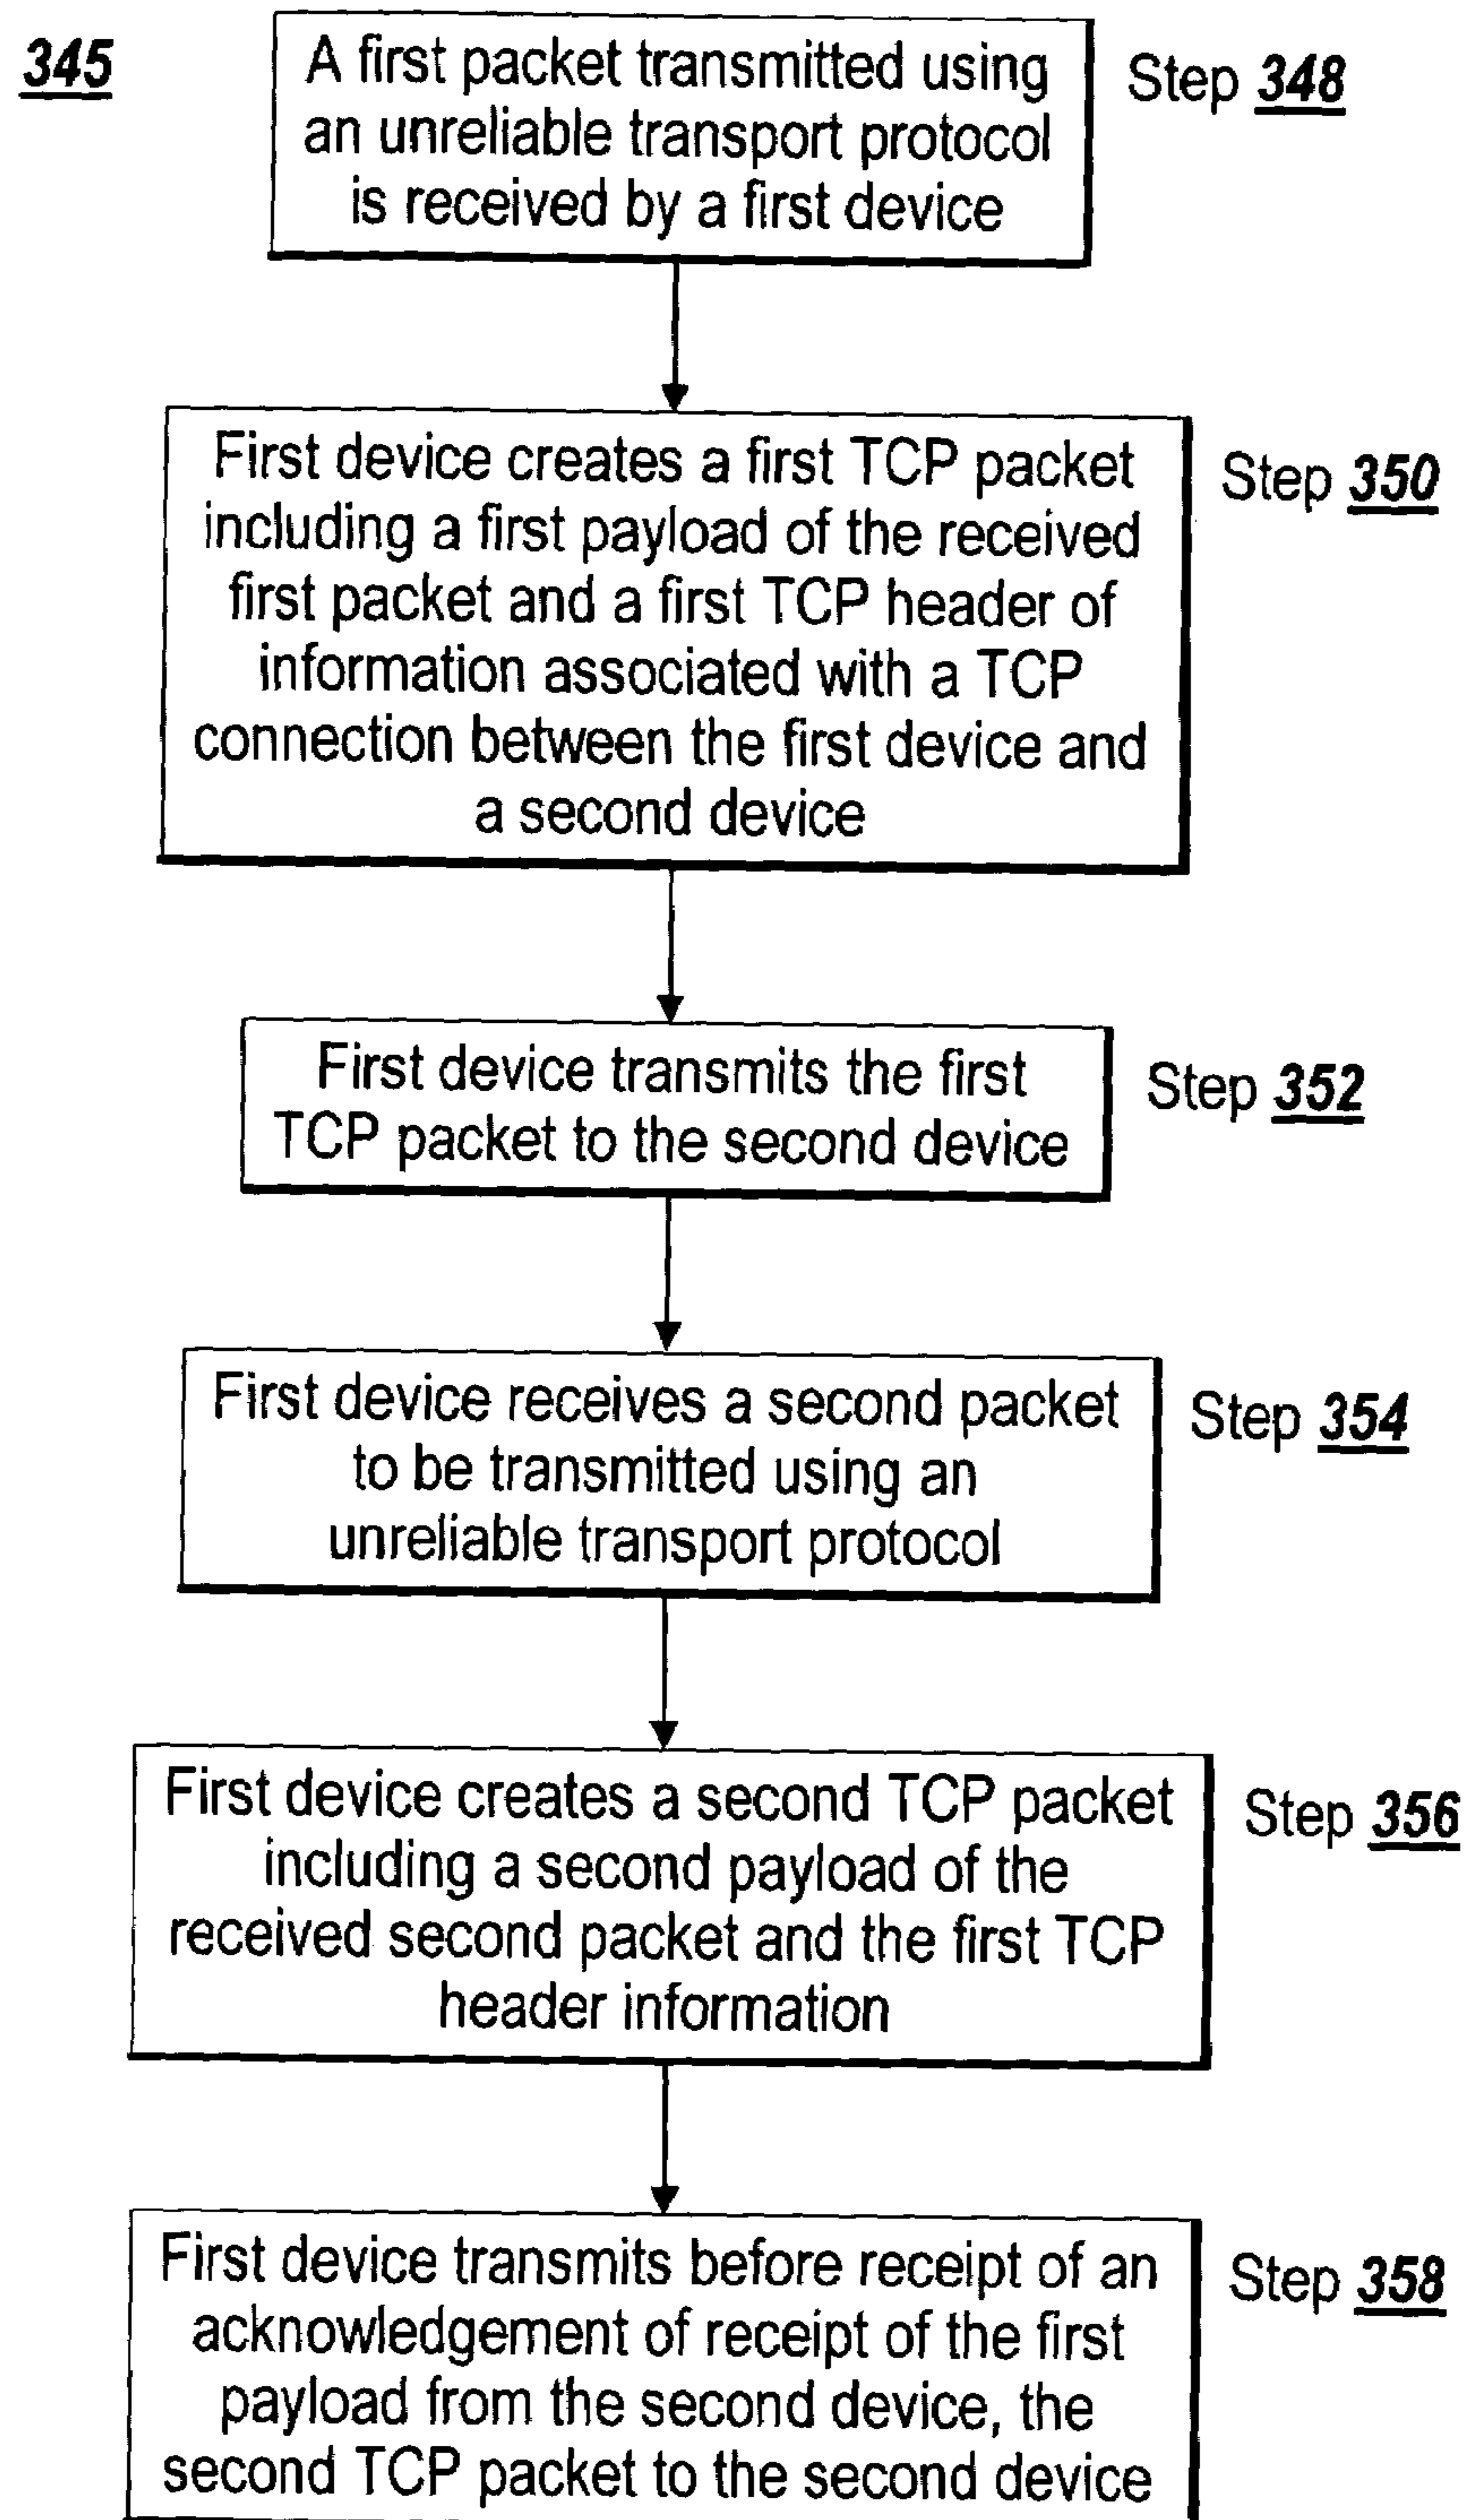 345
A first packet transmitted using
an unreliable transport protocol
is received by a first device
Step 348
First device creates a first TCP packet
including a first payload of the received
first packet and a first TCP header of
information associated with a TCP
connection between the first device and
a second device
Step 350
First device transmits the first
TCP packet to the second device
Step 352
First device receives a second packet
to be transmitted using an
unreliable transport protocol
Step 354
First device creates a second TCP packet
including a second payload of the
received second packet and the first TCP
header information
Step 356
First device transmits before receipt of an
acknowledgement of receipt of the first
payload from the second device, the
second TCP packet to the second device
Step 358